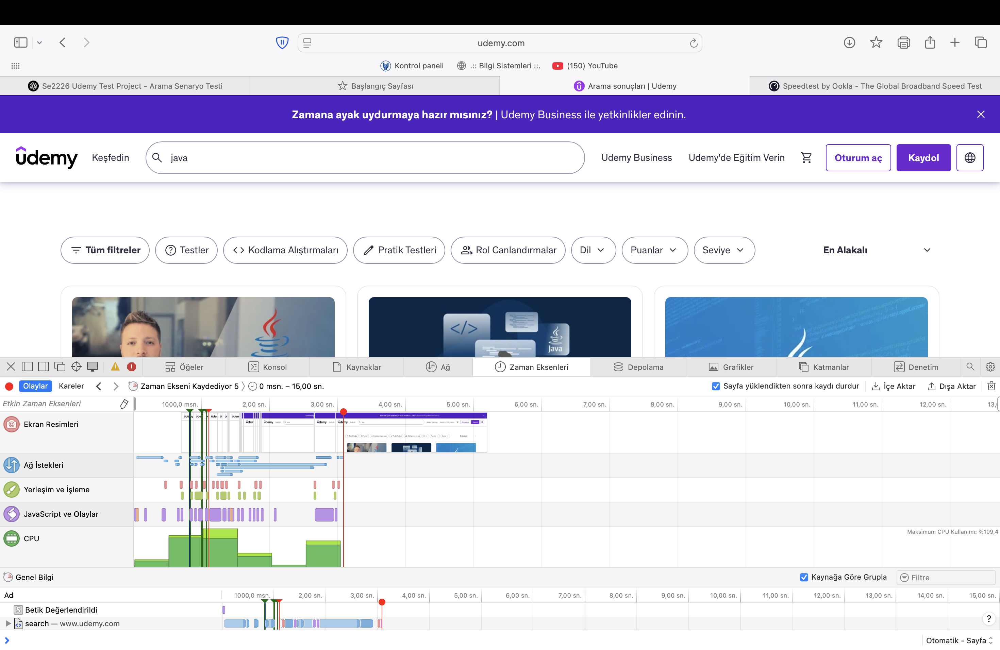 udemy.com
Kontrol paneli .:: Bilgi Sistemleri ::. (150) YouTube
Se2226 Udemy Test Project - Arama Senaryo Testi Başlangıç Sayfası Arama sonuçları | Udemy Speedtest by Ookla - The Global Broadband Speed Test
Zamana ayak uydurmaya hazır mısınız? | Udemy Business ile yetkinlikler edinin.
udemy Keşfedin java Udemy Business Udemy'de Eğitim Verin Oturum aç Kaydol
Tüm filtreler Testler Kodlama Alıştırmaları Pratik Testleri Rol Canlandırmalar Dil Puanlar Seviye En Alakalı
</>
Java
Öğeler Konsol Kaynaklar Ağ Zaman Eksenleri Depolama Grafikler Katmanlar Denetim
Olaylar Kareler Zaman Ekseni Kaydediyor 5 0 msn. – 15,00 sn. Sayfa yüklendikten sonra kaydı durdur İçe Aktar Dışa Aktar
Etkin Zaman Eksenleri 1000,0 msn. 2,00 sn. 3,00 sn. 4,00 sn. 5,00 sn. 6,00 sn. 7,00 sn. 8,00 sn. 9,00 sn. 10,00 sn. 11,00 sn. 12,00 sn.
Ekran Resimleri
Ağ İstekleri
Yerleşim ve İşleme
JavaScript ve Olaylar
CPU Maksimum CPU Kullanımı: %109,4
Genel Bilgi Kaynağa Göre Grupla Filtre
Ad 1000,0 msn. 2,00 sn. 3,00 sn. 4,00 sn. 5,00 sn. 6,00 sn. 7,00 sn. 8,00 sn. 9,00 sn. 10,00 sn. 11,00 sn. 12,00 sn. 13,00 sn. 14,00 sn. 15,00 sn.
S Betik Değerlendirildi
search — www.udemy.com ?
Otomatik - Sayfa